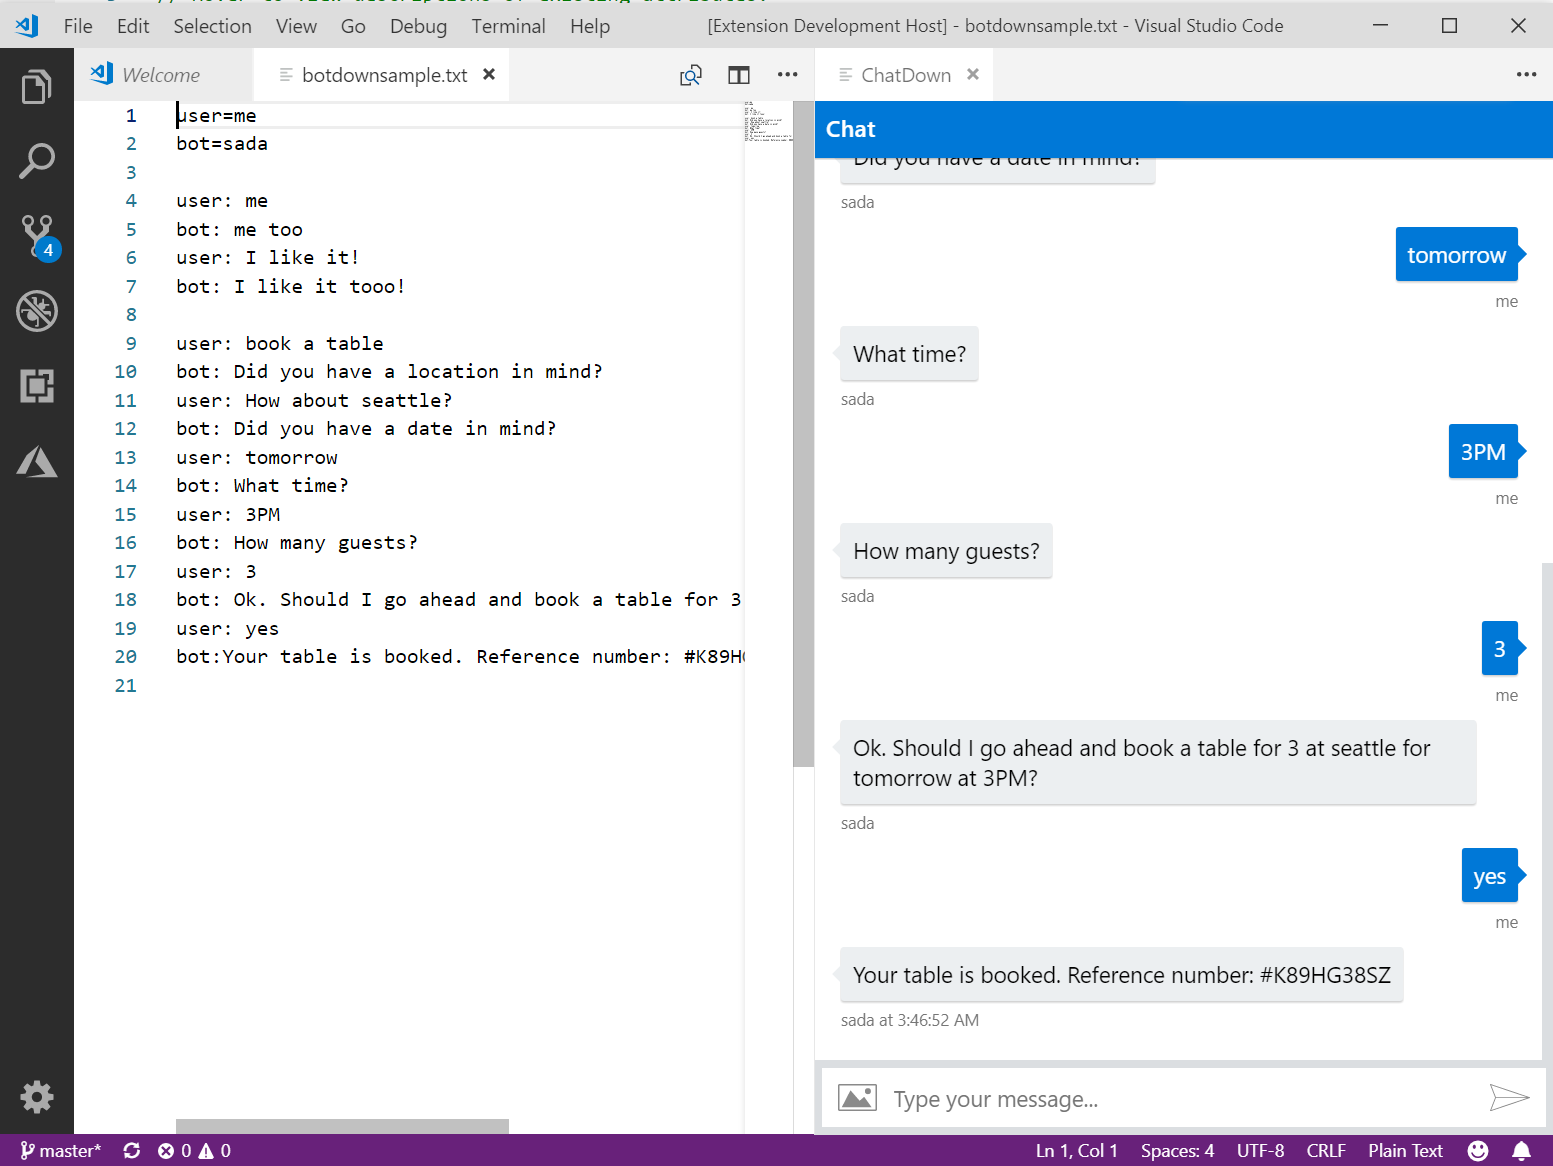 File Edit Selection View Go Debug Terminal Help [Extension Development Host] - botdownsample.txt - Visual Studio Code
Welcome botdownsample.txt
1 user=me
2 bot=sada
3
4 user: me
5 bot: me too
6 user: I like it!
7 bot: I like it tooo!
8
9 user: book a table
10 bot: Did you have a location in mind?
11 user: How about seattle?
12 bot: Did you have a date in mind?
13 user: tomorrow
14 bot: What time?
15 user: 3PM
16 bot: How many guests?
17 user: 3
18 bot: Ok. Should I go ahead and book a table for 3
19 user: yes
20 bot:Your table is booked. Reference number: #K89H
21
4
ChatDown
Chat
Did you have a date in mind?
sada
tomorrow
me
What time?
sada
3PM
me
How many guests?
sada
3
me
Ok. Should I go ahead and book a table for 3 at seattle for
tomorrow at 3PM?
sada
yes
me
Your table is booked. Reference number: #K89HG38SZ
sada at 3:46:52 AM
Type your message...
master* 0 0 Ln 1, Col 1 Spaces: 4 UTF-8 CRLF Plain Text